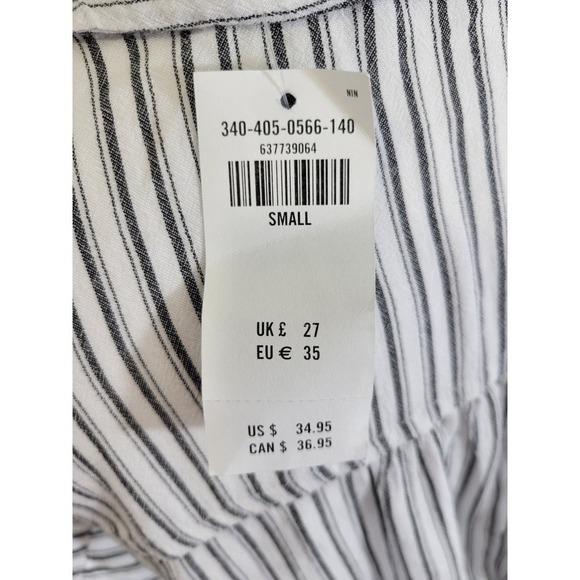 NIN
340-405-0566-140
637739064
SMALL
UK £ 27
EU € 35
US $ 34.95
CAN $ 36.95